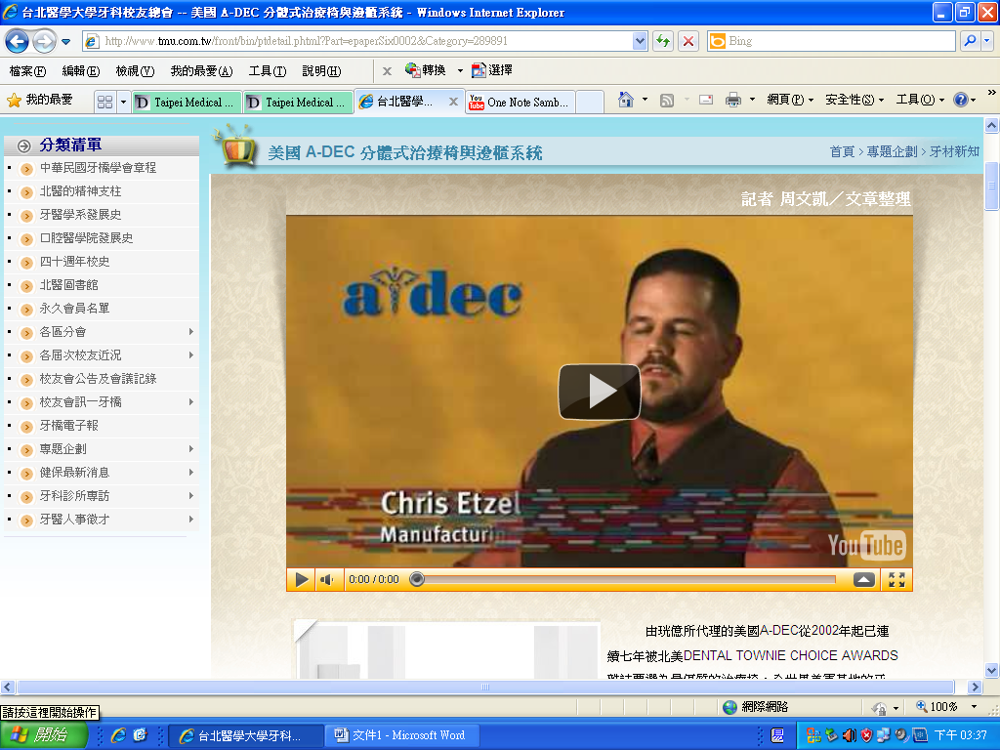 台北醫學大學牙科校友總會 -- 美國 A-DEC 分體式治療椅與邊櫃系統 - Windows Internet Explorer
http://www.tmu.com.tw/front/bin/ptdetail.phtml?Part=epaperSix0002&Category=289891
Bing
檔案(F) 編輯(E) 檢視(V) 我的最愛(A) 工具(T) 說明(H)
轉換 選擇
我的最愛
Taipei Medical ...
Taipei Medical ...
台北醫學...
One Note Samb...
網頁(P) 安全性(S) 工具(O)
分類清單
中華民國牙橋學會章程
北醫的精神支柱
牙醫學系發展史
口腔醫學院發展史
四十週年校史
北醫圖書館
永久會員名單
各區分會
各屆次校友近況
校友會公告及會議記錄
校友會訊一牙橋
牙橋電子報
專題企劃
健保最新消息
牙科診所專訪
牙醫人事徵才
美國 A-DEC 分體式治療椅與邊櫃系統
首頁 > 專題企劃 > 牙材新知
記者 周文凱／文章整理
a dec
Chris Etzel
Manufacturin
YouTube
0:00 / 0:00
由珖億所代理的美國A-DEC從2002年起已連
續七年被北美DENTAL TOWNIE CHOICE AWARDS
網際網路
100%
請按這裡開始操作
開始
台北醫學大學牙科...
文件1 - Microsoft Word
下午 03:37